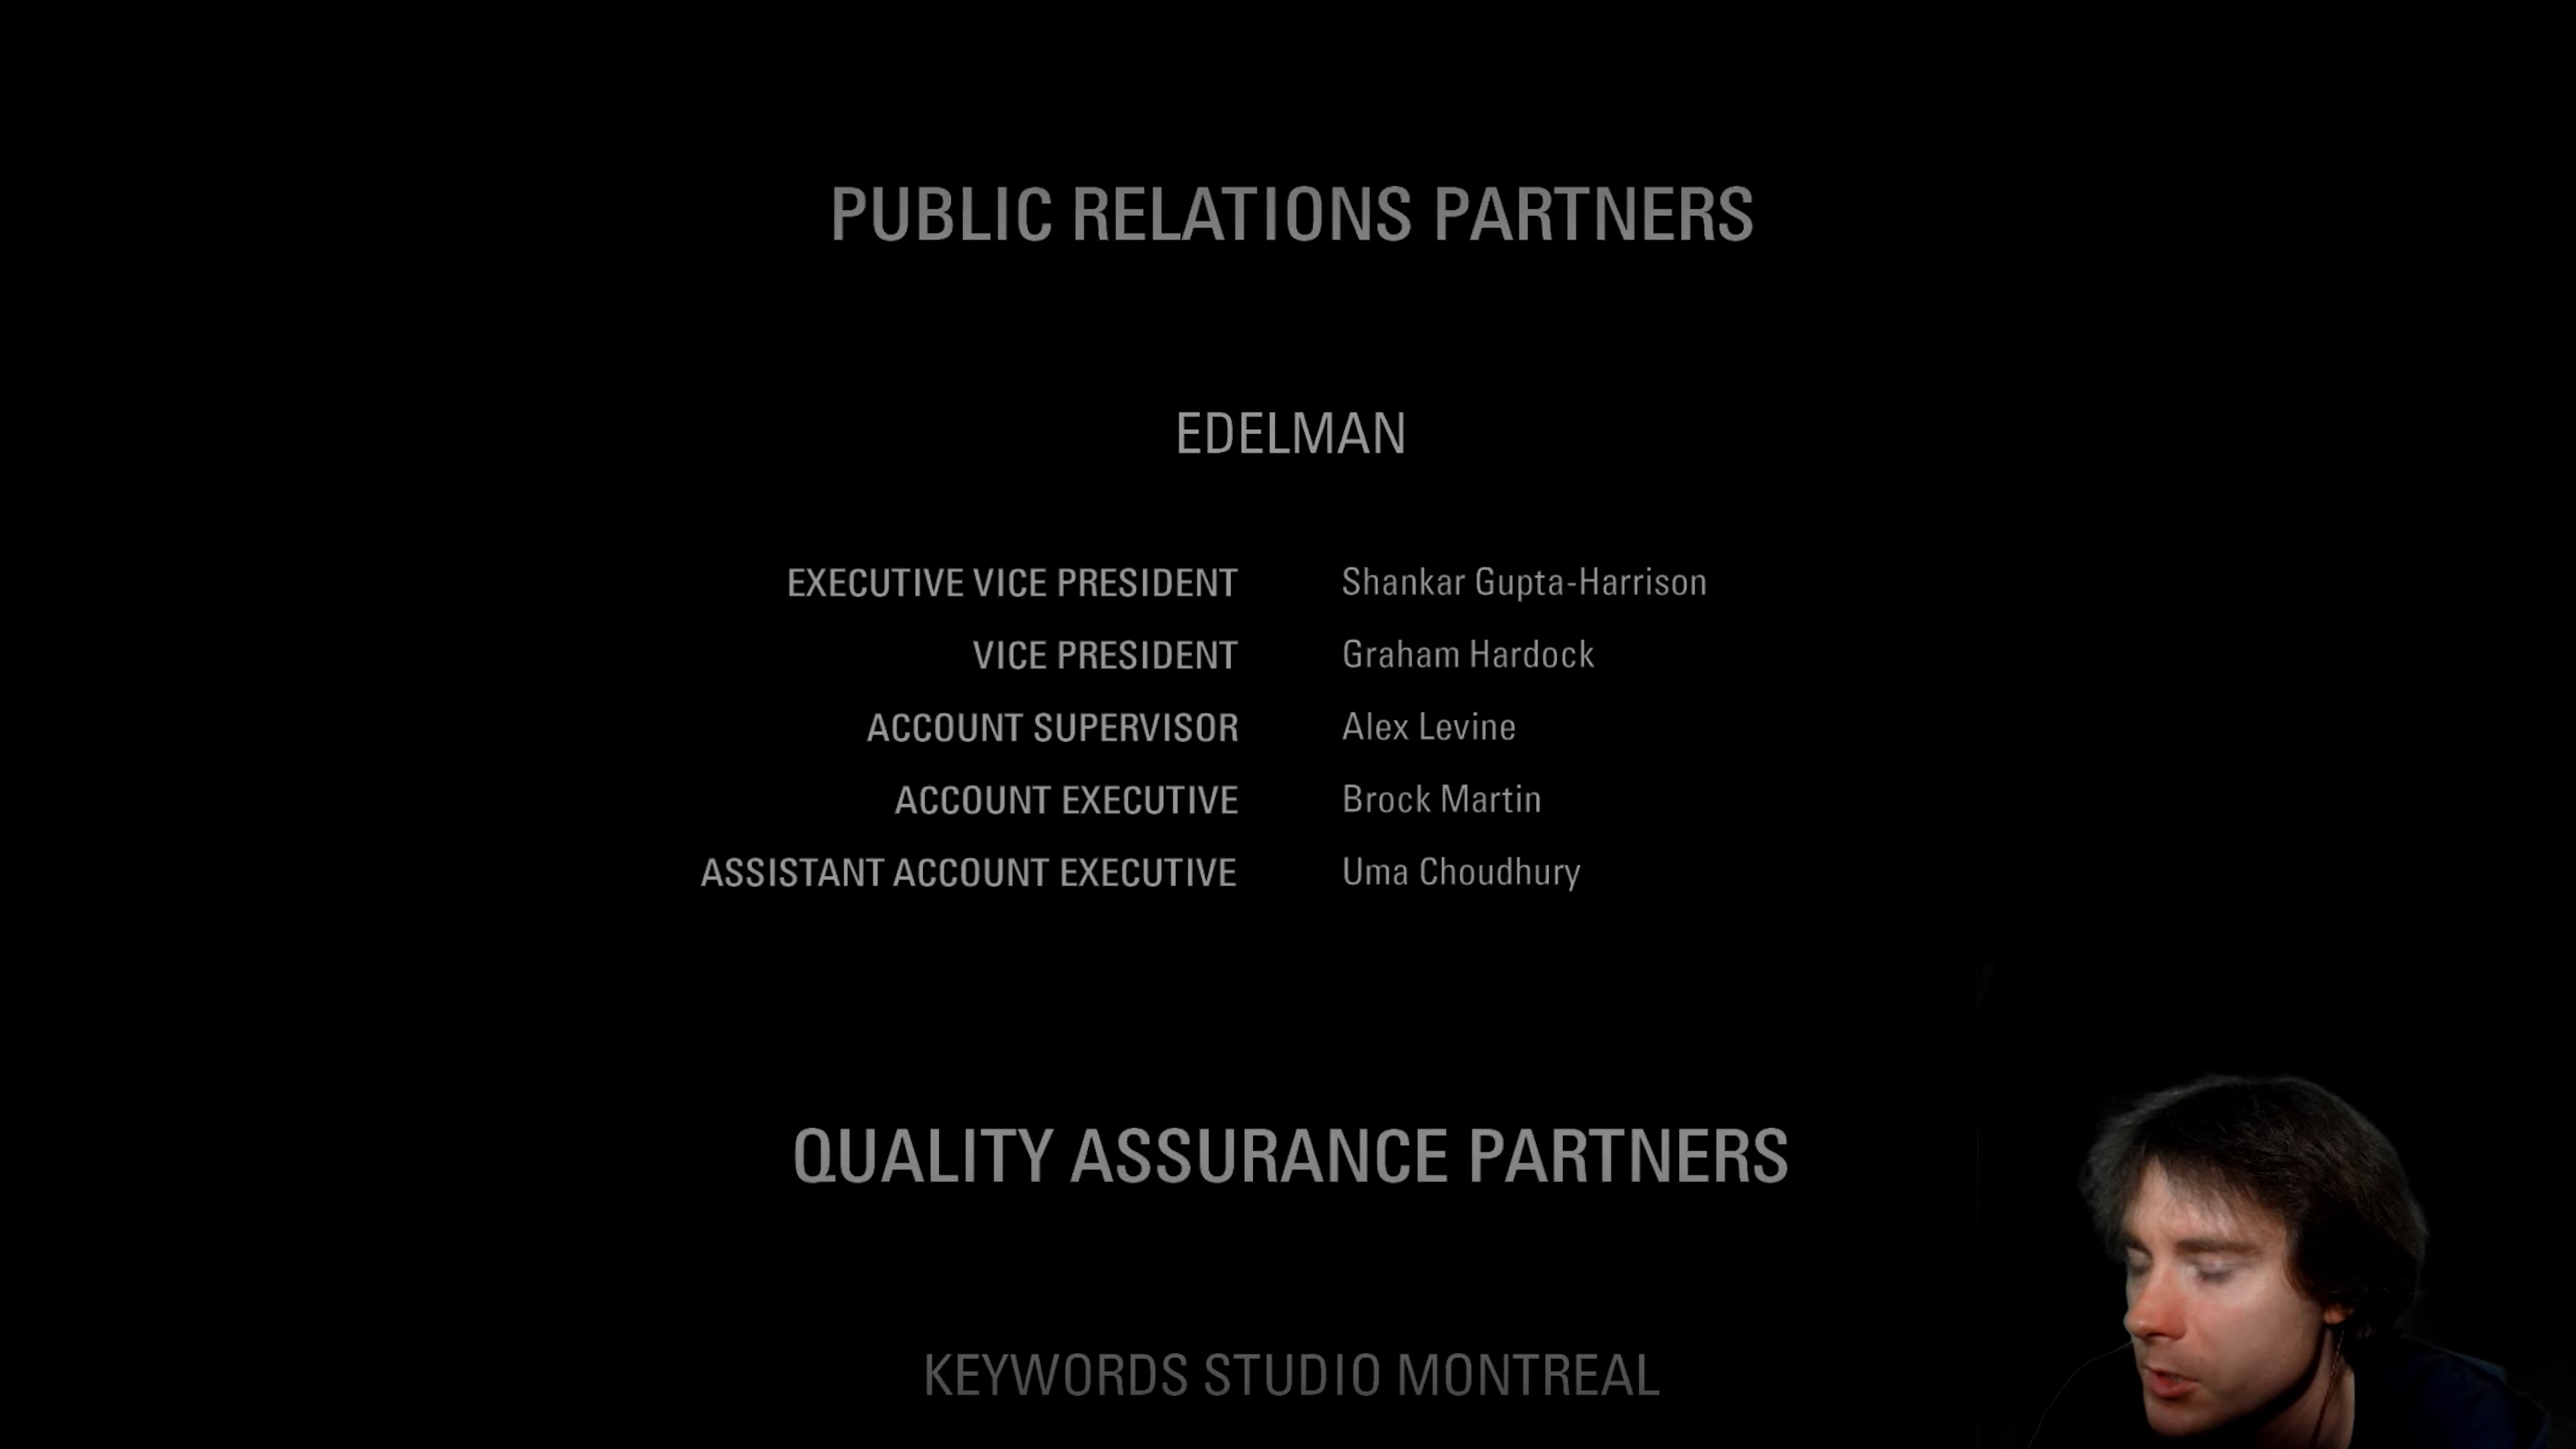 PUBLIC RELATIONS PARTNERS
EDELMAN
EXECUTIVE VICE PRESIDENT Shankar Gupta-Harrison
VICE PRESIDENT Graham Hardock
ACCOUNT SUPERVISOR Alex Levine
ACCOUNT EXECUTIVE Brock Martin
ASSISTANT ACCOUNT EXECUTIVE Uma Choudhury
QUALITY ASSURANCE PARTNERS
KEYWORDS STUDIO MONTREAL